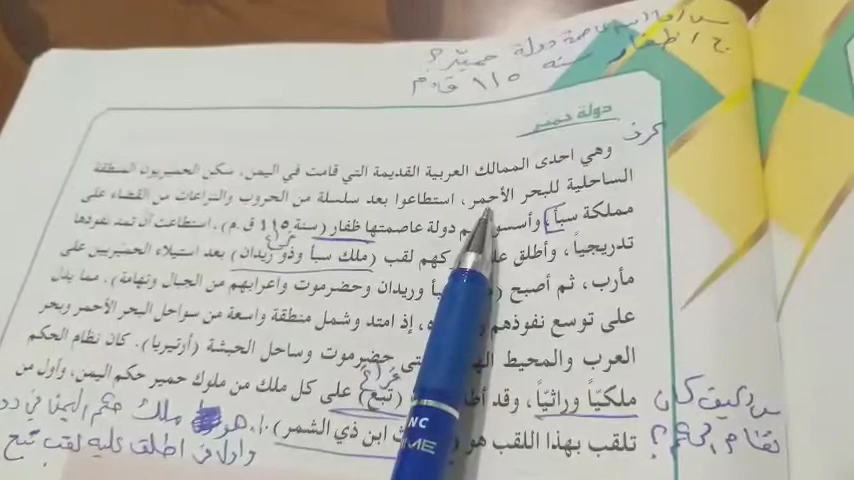 س/ ما اسم عاصمة دولة حمير؟
ج/ ظفار سنة ١١٥ ق.م
دولة حمير
وهي احدى الممالك العربية القديمة التي قامت في اليمن، سكن الحميريون المنطقة
الساحلية للبحر الأحمر، استطاعوا بعد سلسلة من الحروب والنزاعات من القضاء على
مملكة سبأ، وأسسوا دولة عاصمتها ظفار (سنة ١١٥ ق.م). استطاعت أن تمد نفوذها
تدريجياً، وأطلق كهم لقب (ملك سبأ وذو ريدان) بعد استيلاء الحميريين على
مأرب، ثم أصبح وريدان وحضرموت واعرابهم من الجبال وتهامة). مما يدل
على توسع نفوذهم، إذ امتد وشمل منطقة واسعة من سواحل البحر الأحمر وبحر
العرب والمحيط حضرموت وساحل الحبشة (أرتيريا). كان نظام الحكم
ملكيّاً وراثيّاً، وقد (تبع) على كل ملك من ملوك حمير حكم اليمن، وأول من
تلقب بهذا اللقب هو ابن ذي الشمر).
س/ كيف كان
نظام الحكم؟
هو ملك حكم اليمن في
واول من اطلق عليه لقب تبع